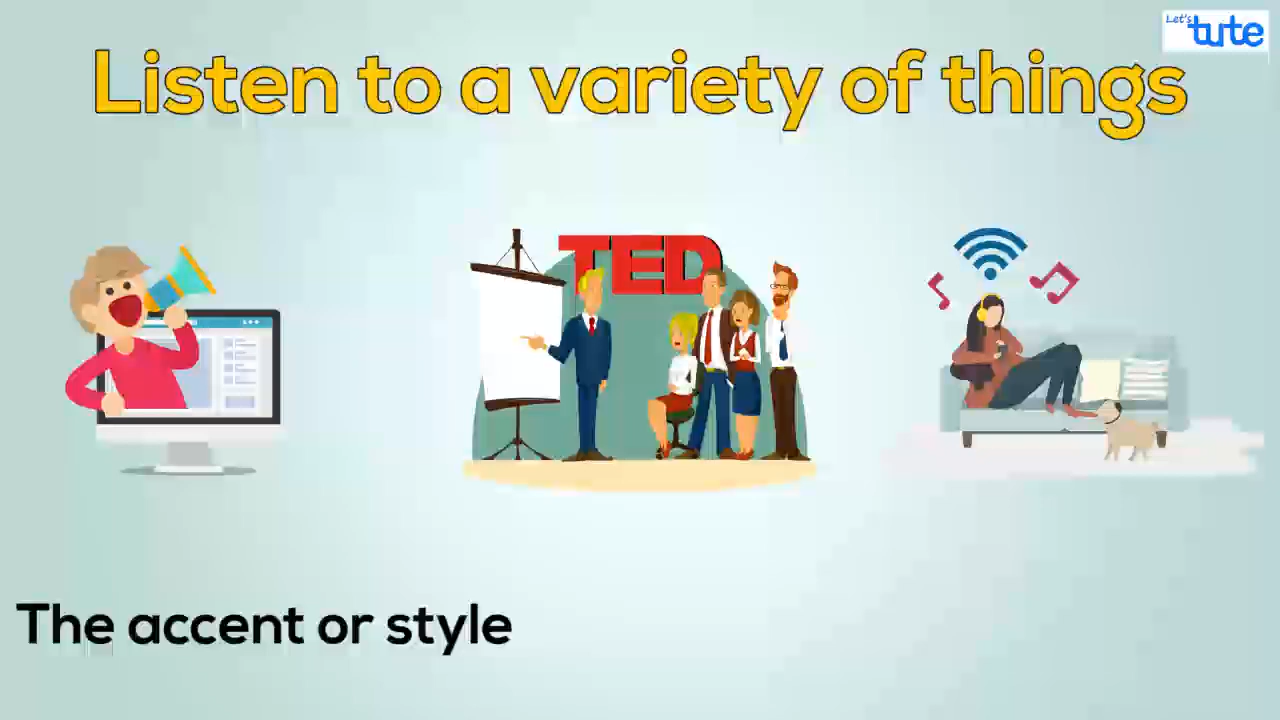 Let's
tute
Listen to a variety of things
TED
The accent or style